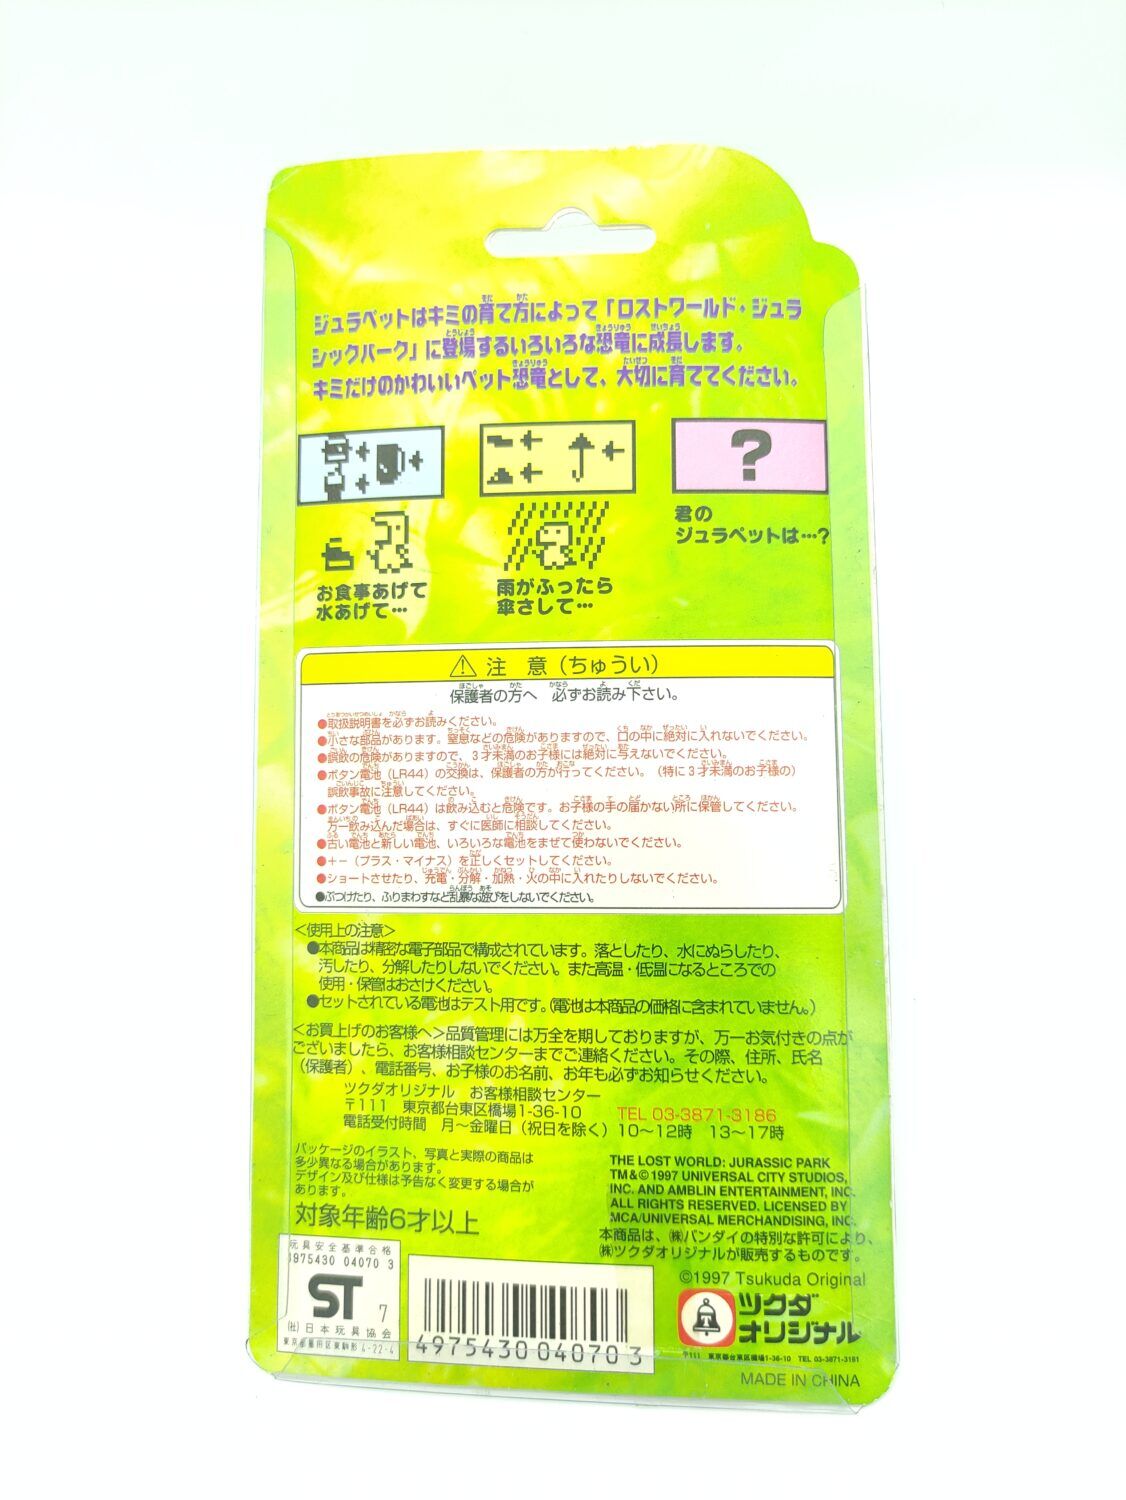 ジュラペットはキミの育て方によって「ロストワールド・ジュラ
シックパーク」に登場するいろいろな恐竜に成長します。
キミだけのかわいいペット恐竜として、大切に育ててください。
?
お食事あげて
水あげて…
雨がふったら
傘さして…
君の
ジュラペットは…?
注 意(ちゅうい)
保護者の方へ 必ずお読み下さい。
●取扱説明書を必ずお読みください。
●小さな部品があります。窒息などの危険がありますので、口の中に絶対に入れないでください。
●誤飲の危険がありますので、3才未満のお子様には絶対に与えないでください。
●ボタン電池(LR44)の交換は、保護者の方が行ってください。(特に3才未満のお子様の)
誤飲事故に注意してください。
●ボタン電池(LR44)は飲み込むと危険です。お子様の手の届かない所に保管してください。
万一飲み込んだ場合は、すぐに医師に相談してください。
●古い電池と新しい電池、いろいろな電池をまぜて使わないでください。
●+−(プラス・マイナス)を正しくセットしてください。
●ショートさせたり、充電・分解・加熱・火の中に入れたりしないでください。
●ぶつけたり、ふりまわすなど乱暴な遊びをしないでください。
<使用上の注意>
●本商品は精密な電子部品で構成されています。落としたり、水にぬらしたり、
汚したり、分解したりしないでください。また高温・低温になるところでの
使用・保管はおさけください。
●セットされている電池はテスト用です。(電池は本商品の価格に含まれていません。)
<お買上げのお客様へ>品質管理には万全を期しておりますが、万一お気付きの点が
ございましたら、お客様相談センターまでご連絡ください。その際、住所、氏名
(保護者)、電話番号、お子様のお名前、お年も必ずお知らせください。
ツクダオリジナル お客様相談センター
〒111 東京都台東区橋場1-36-10 TEL 03-3871-3186
電話受付時間 月〜金曜日(祝日を除く)10〜12時 13〜17時
パッケージのイラスト、写真と実際の商品は
多少異なる場合があります。
デザイン及び仕様は予告なく変更する場合が
あります。
対象年齢6才以上
THE LOST WORLD: JURASSIC PARK
TM&©1997 UNIVERSAL CITY STUDIOS,
INC. AND AMBLIN ENTERTAINMENT, INC.
ALL RIGHTS RESERVED. LICENSED BY
MCA/UNIVERSAL MERCHANDISING, INC.
本商品は、㈱バンダイの特別な許可により、
㈱ツクダオリジナルが販売するものです。
©1997 Tsukuda Original
ツクダ
オリジナル
〒111 東京都台東区橋場1-36-10 TEL 03-3871-3181
MADE IN CHINA
玩具安全基準合格
4975430 04070 3
ST 7
(社)日本玩具協会
東京都墨田区東駒形4-22-4
4975430 040703